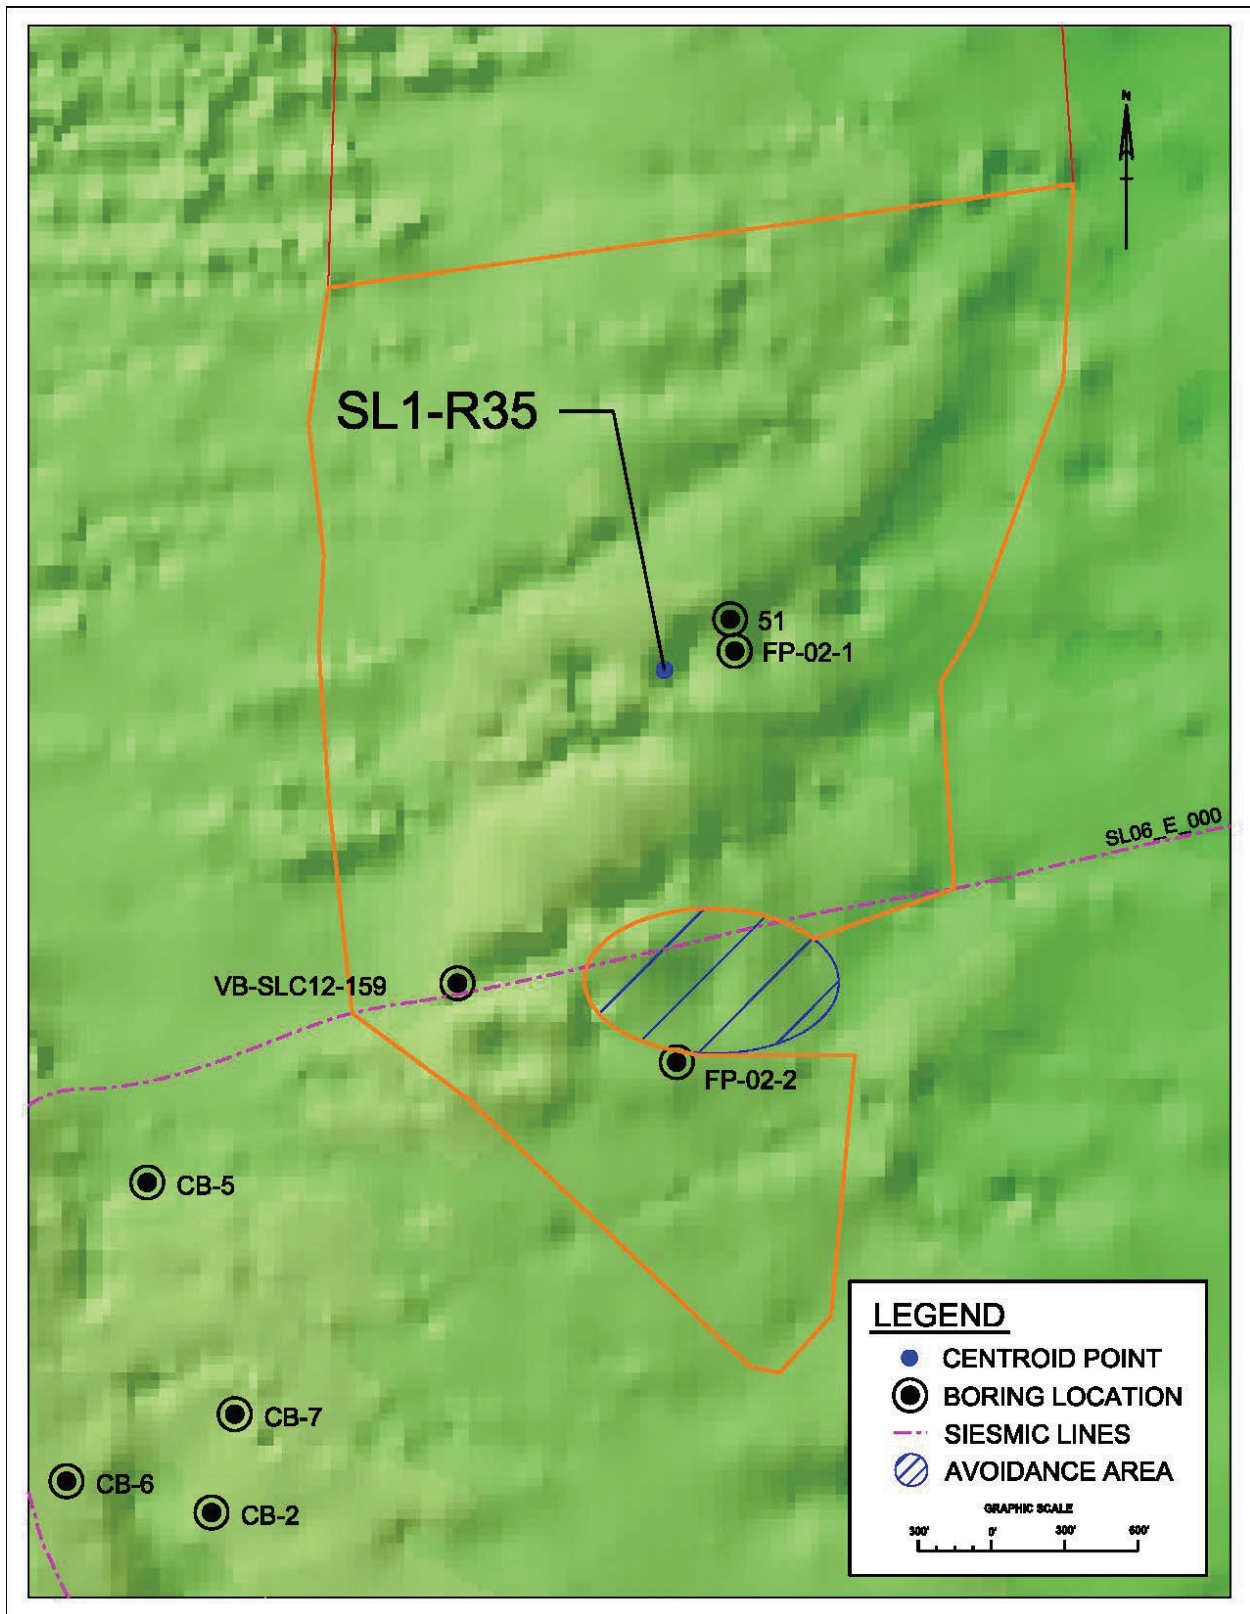 N
SL1-R35
51
FP-02-1
SL06_E_000
VB-SLC12-159
FP-02-2
CB-5
CB-7
CB-6
CB-2
LEGEND
CENTROID POINT
BORING LOCATION
SIESMIC LINES
AVOIDANCE AREA
GRAPHIC SCALE
300' 0' 300' 600'